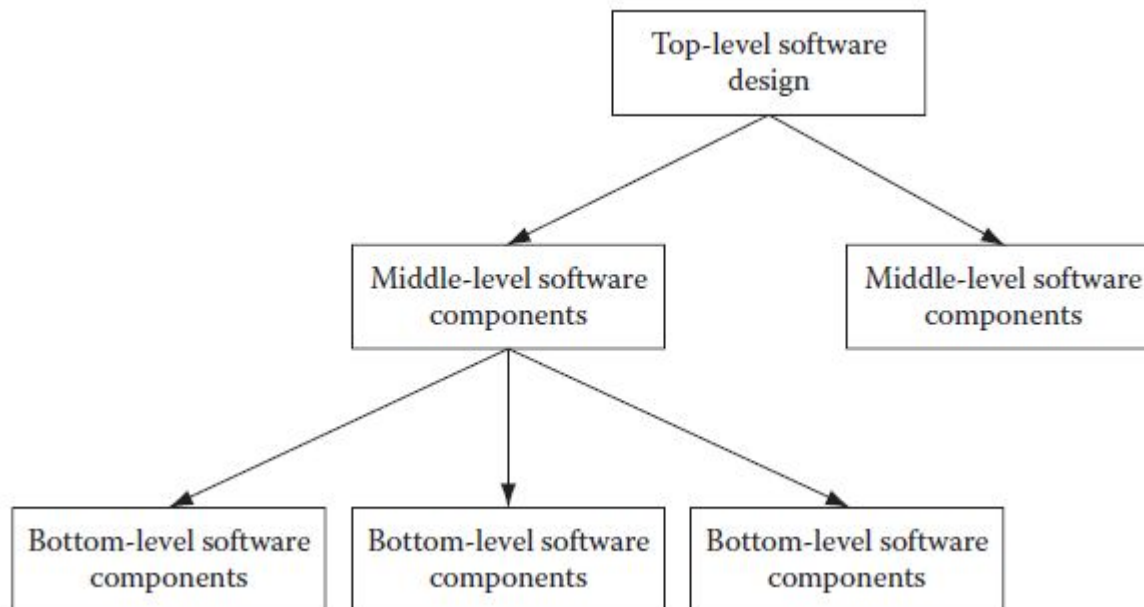 Top-level software
design
Middle-level software
components
Middle-level software
components
Bottom-level software
components
Bottom-level software
components
Bottom-level software
components